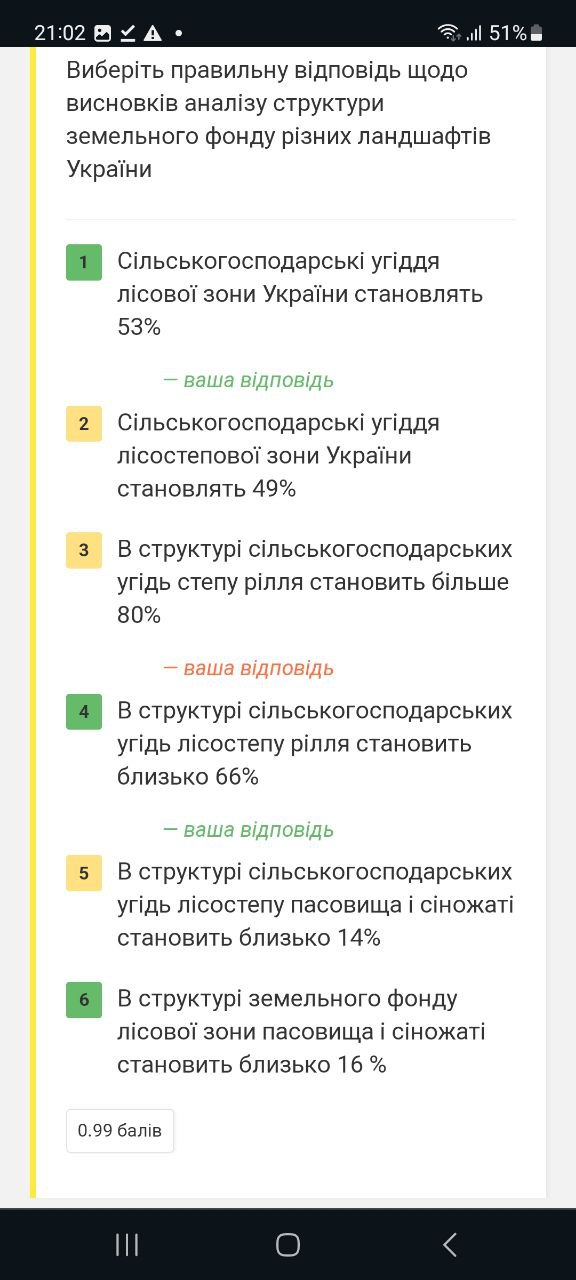 21:02
51%
Виберіть правильну відповідь щодо
висновків аналізу структури
земельного фонду різних ландшафтів
України
1 Сільськогосподарські угіддя
лісової зони України становлять
53%
— ваша відповідь
2 Сільськогосподарські угіддя
лісостепової зони України
становлять 49%
3 В структурі сільськогосподарських
угідь степу рілля становить більше
80%
— ваша відповідь
4 В структурі сільськогосподарських
угідь лісостепу рілля становить
близько 66%
— ваша відповідь
5 В структурі сільськогосподарських
угідь лісостепу пасовища і сіножаті
становить близько 14%
6 В структурі земельного фонду
лісової зони пасовища і сіножаті
становить близько 16 %
0.99 балів